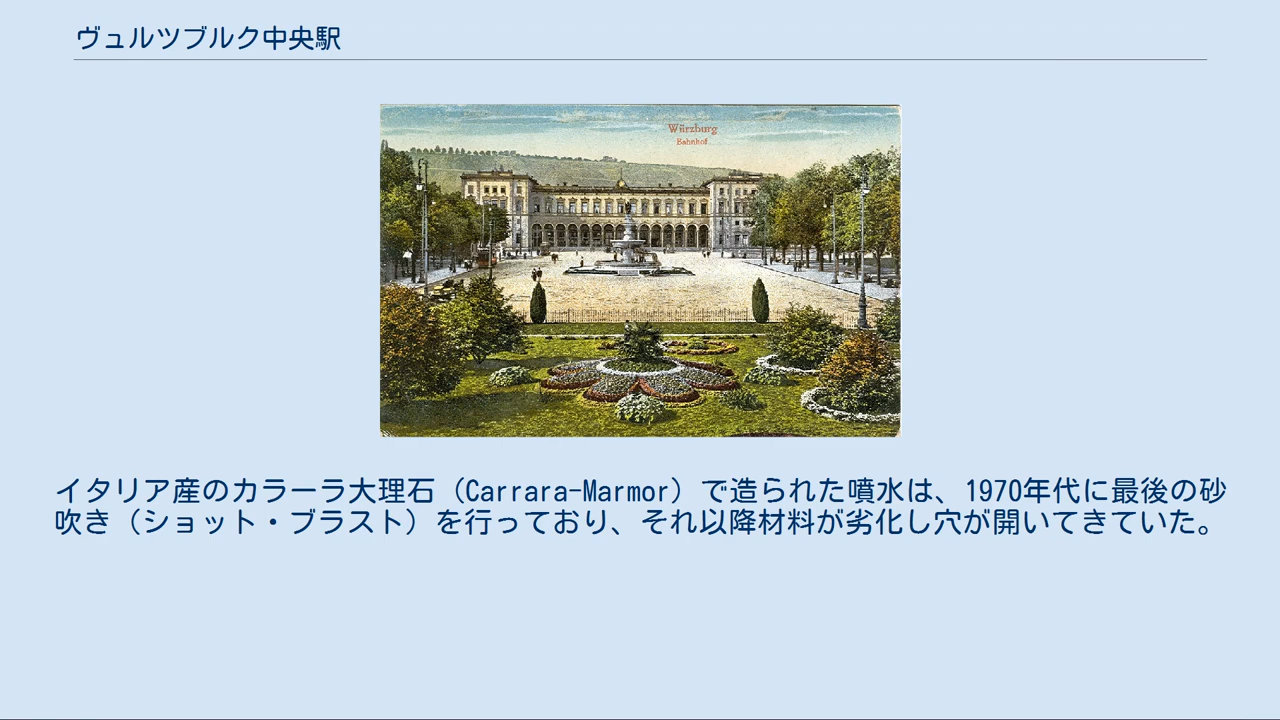 ヴュルツブルク中央駅
Würzburg
Bahnhof
イタリア産のカラーラ大理石（Carrara-Marmor）で造られた噴水は、1970年代に最後の砂
吹き（ショット・ブラスト）を行っており、それ以降材料が劣化し穴が開いてきていた。